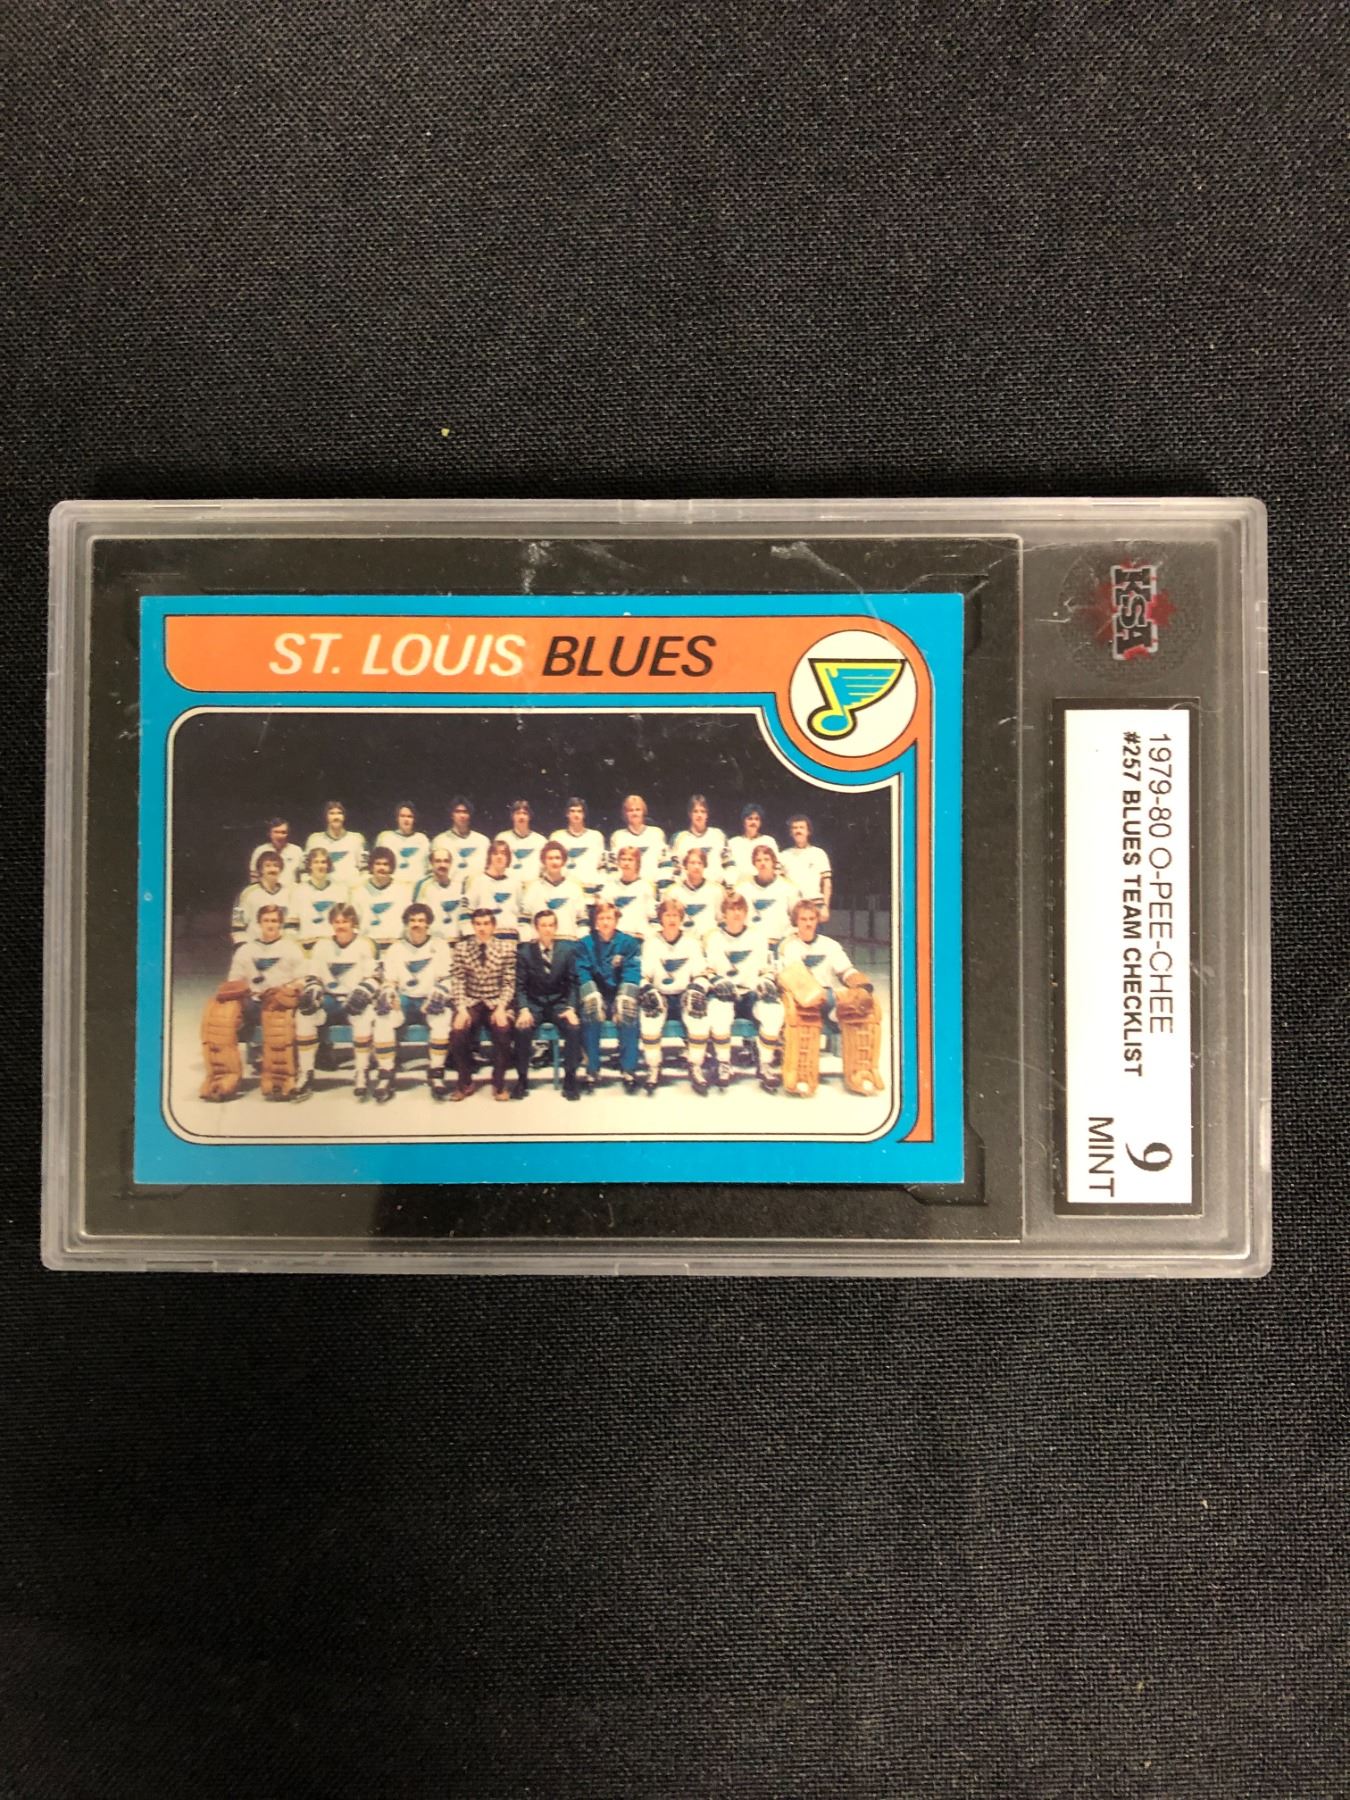 ST. LOUIS BLUES
KSA
1979-80 O-PEE-CHEE
#257 BLUES TEAM CHECKLIST
9
MINT